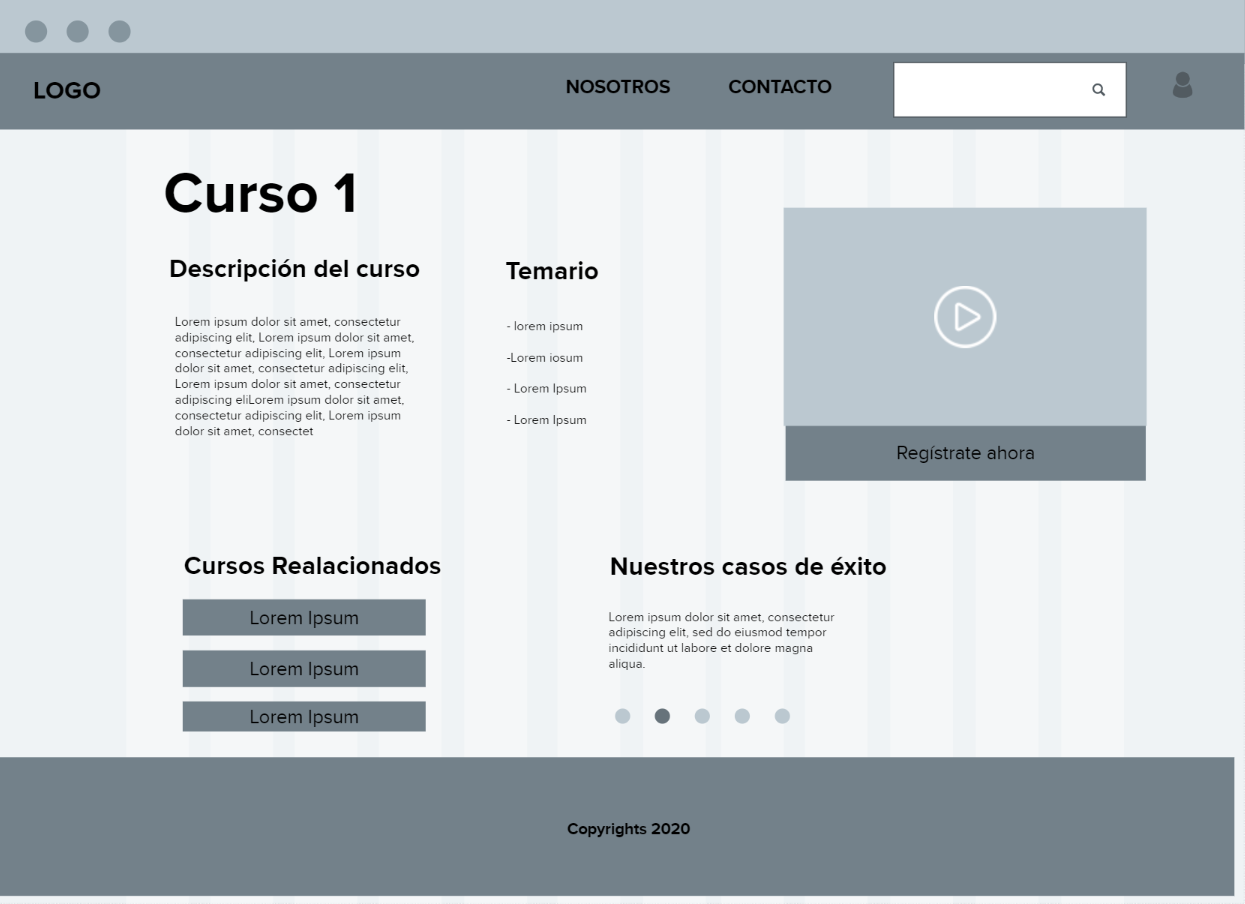 LOGO
NOSOTROS
CONTACTO
Curso 1
Descripción del curso
Lorem ipsum dolor sit amet, consectetur
adipiscing elit, Lorem ipsum dolor sit amet,
consectetur adipiscing elit, Lorem ipsum
dolor sit amet, consectetur adipiscing elit,
Lorem ipsum dolor sit amet, consectetur
adipiscing eliLorem ipsum dolor sit amet,
consectetur adipiscing elit, Lorem ipsum
dolor sit amet, consectet
Temario
- lorem ipsum
-Lorem iosum
- Lorem Ipsum
- Lorem Ipsum
Regístrate ahora
Cursos Realacionados
Lorem Ipsum
Lorem Ipsum
Lorem Ipsum
Nuestros casos de éxito
Lorem ipsum dolor sit amet, consectetur
adipiscing elit, sed do eiusmod tempor
incididunt ut labore et dolore magna
aliqua.
Copyrights 2020